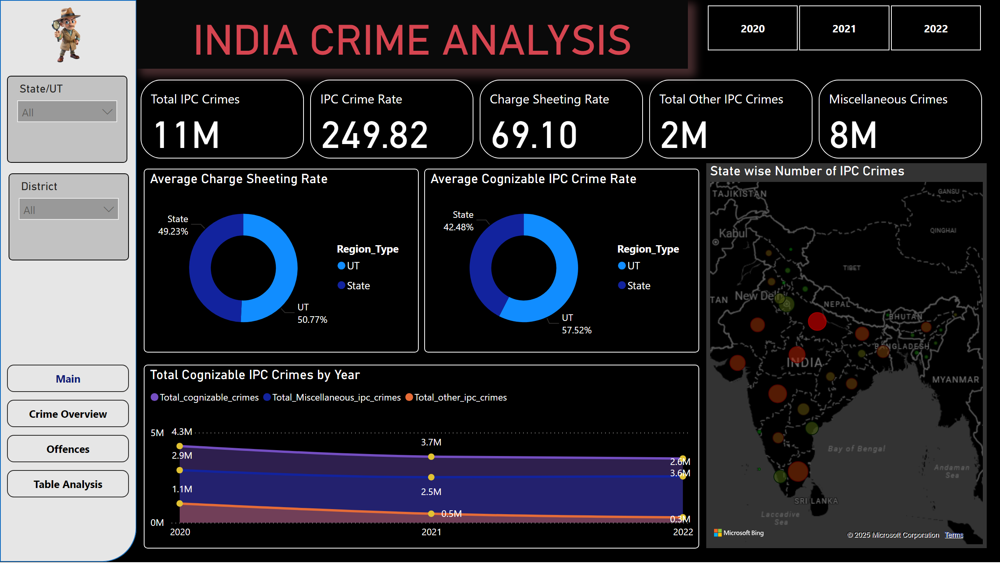 INDIA CRIME ANALYSIS
2020
2021
2022
State/UT
All
District
All
Main
Crime Overview
Offences
Table Analysis
Total IPC Crimes
11M
IPC Crime Rate
249.82
Charge Sheeting Rate
69.10
Total Other IPC Crimes
2M
Miscellaneous Crimes
8M
Average Charge Sheeting Rate
State
49.23%
UT
50.77%
Region_Type
UT
State
Average Cognizable IPC Crime Rate
State
42.48%
UT
57.52%
Region_Type
UT
State
Total Cognizable IPC Crimes by Year
Total_cognizable_crimes
Total_Miscellaneous_ipc_crimes
Total_other_ipc_crimes
5M
4.3M
3.7M
2.9M
2.6M
3.6M
1.1M
2.5M
0.5M
0.3M
0M
2020
2021
2022
State wise Number of IPC Crimes
TAJIKISTAN
GANSU
Kabul
QINGHAI
TIBET
TAN
New Delhi
NEPAL
BHUTAN
BANGLADESH
INDIA
MYANMAR
Bay of Bengal
Andaman
Sea
SRI LANKA
Laccadive
Sea
Microsoft Bing
© 2025 Microsoft Corporation Terms